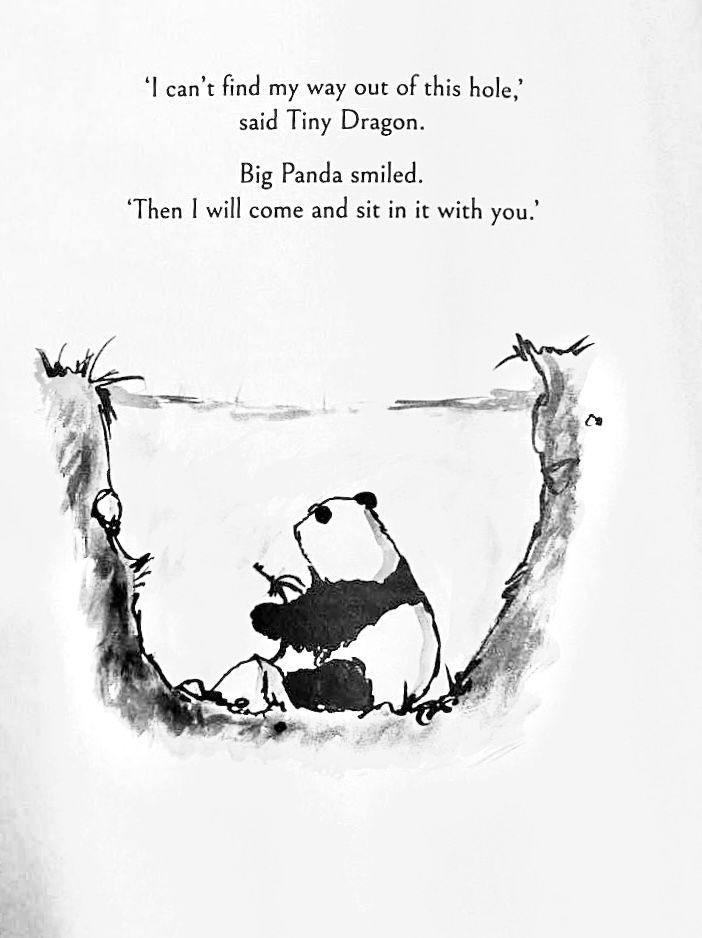 ‘I can’t find my way out of this hole,’
said Tiny Dragon.
Big Panda smiled.
‘Then I will come and sit in it with you.’